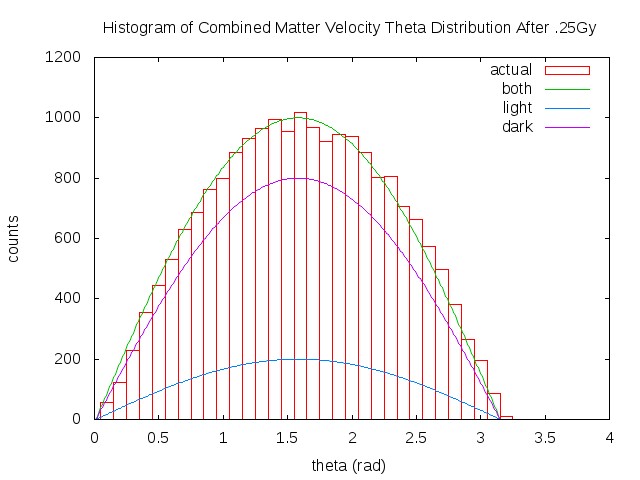 Histogram of Combined Matter Velocity Theta Distribution After .25Gy
1200
1000
800
600
400
200
0
counts
actual
both
light
dark
0 0.5 1 1.5 2 2.5 3 3.5 4
theta (rad)